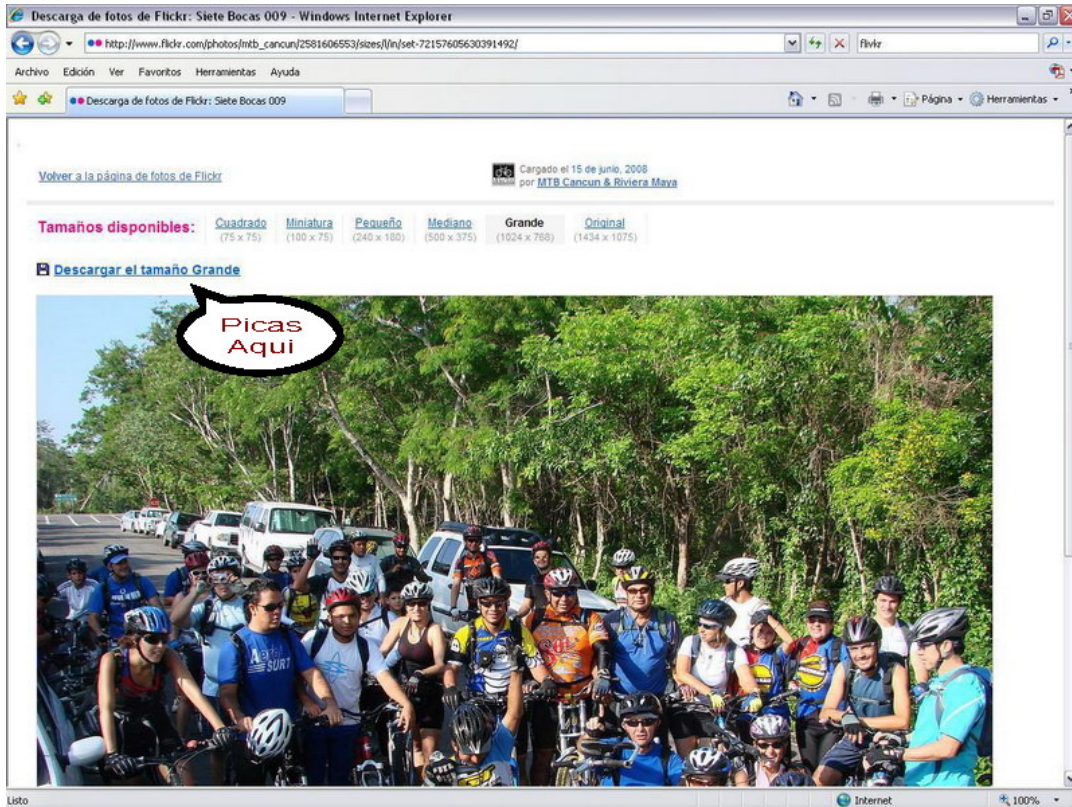 Descarga de fotos de Flickr: Siete Bocas 009 - Windows Internet Explorer
http://www.flickr.com/photos/mtb_cancun/2581606553/sizes/l/in/set-72157605630391492/
flivkr
Archivo Edición Ver Favoritos Herramientas Ayuda
Descarga de fotos de Flickr: Siete Bocas 009
Página
Herramientas
Volver a la página de fotos de Flickr
Cargado el 15 de junio, 2008
por MTB Cancun & Riviera Maya
Tamaños disponibles:
Cuadrado
(75 x 75)
Miniatura
(100 x 75)
Pequeño
(240 x 180)
Mediano
(500 x 375)
Grande
(1024 x 768)
Original
(1434 x 1075)
Descargar el tamaño Grande
Picas
Aqui
SURT
Listo
Internet
100%